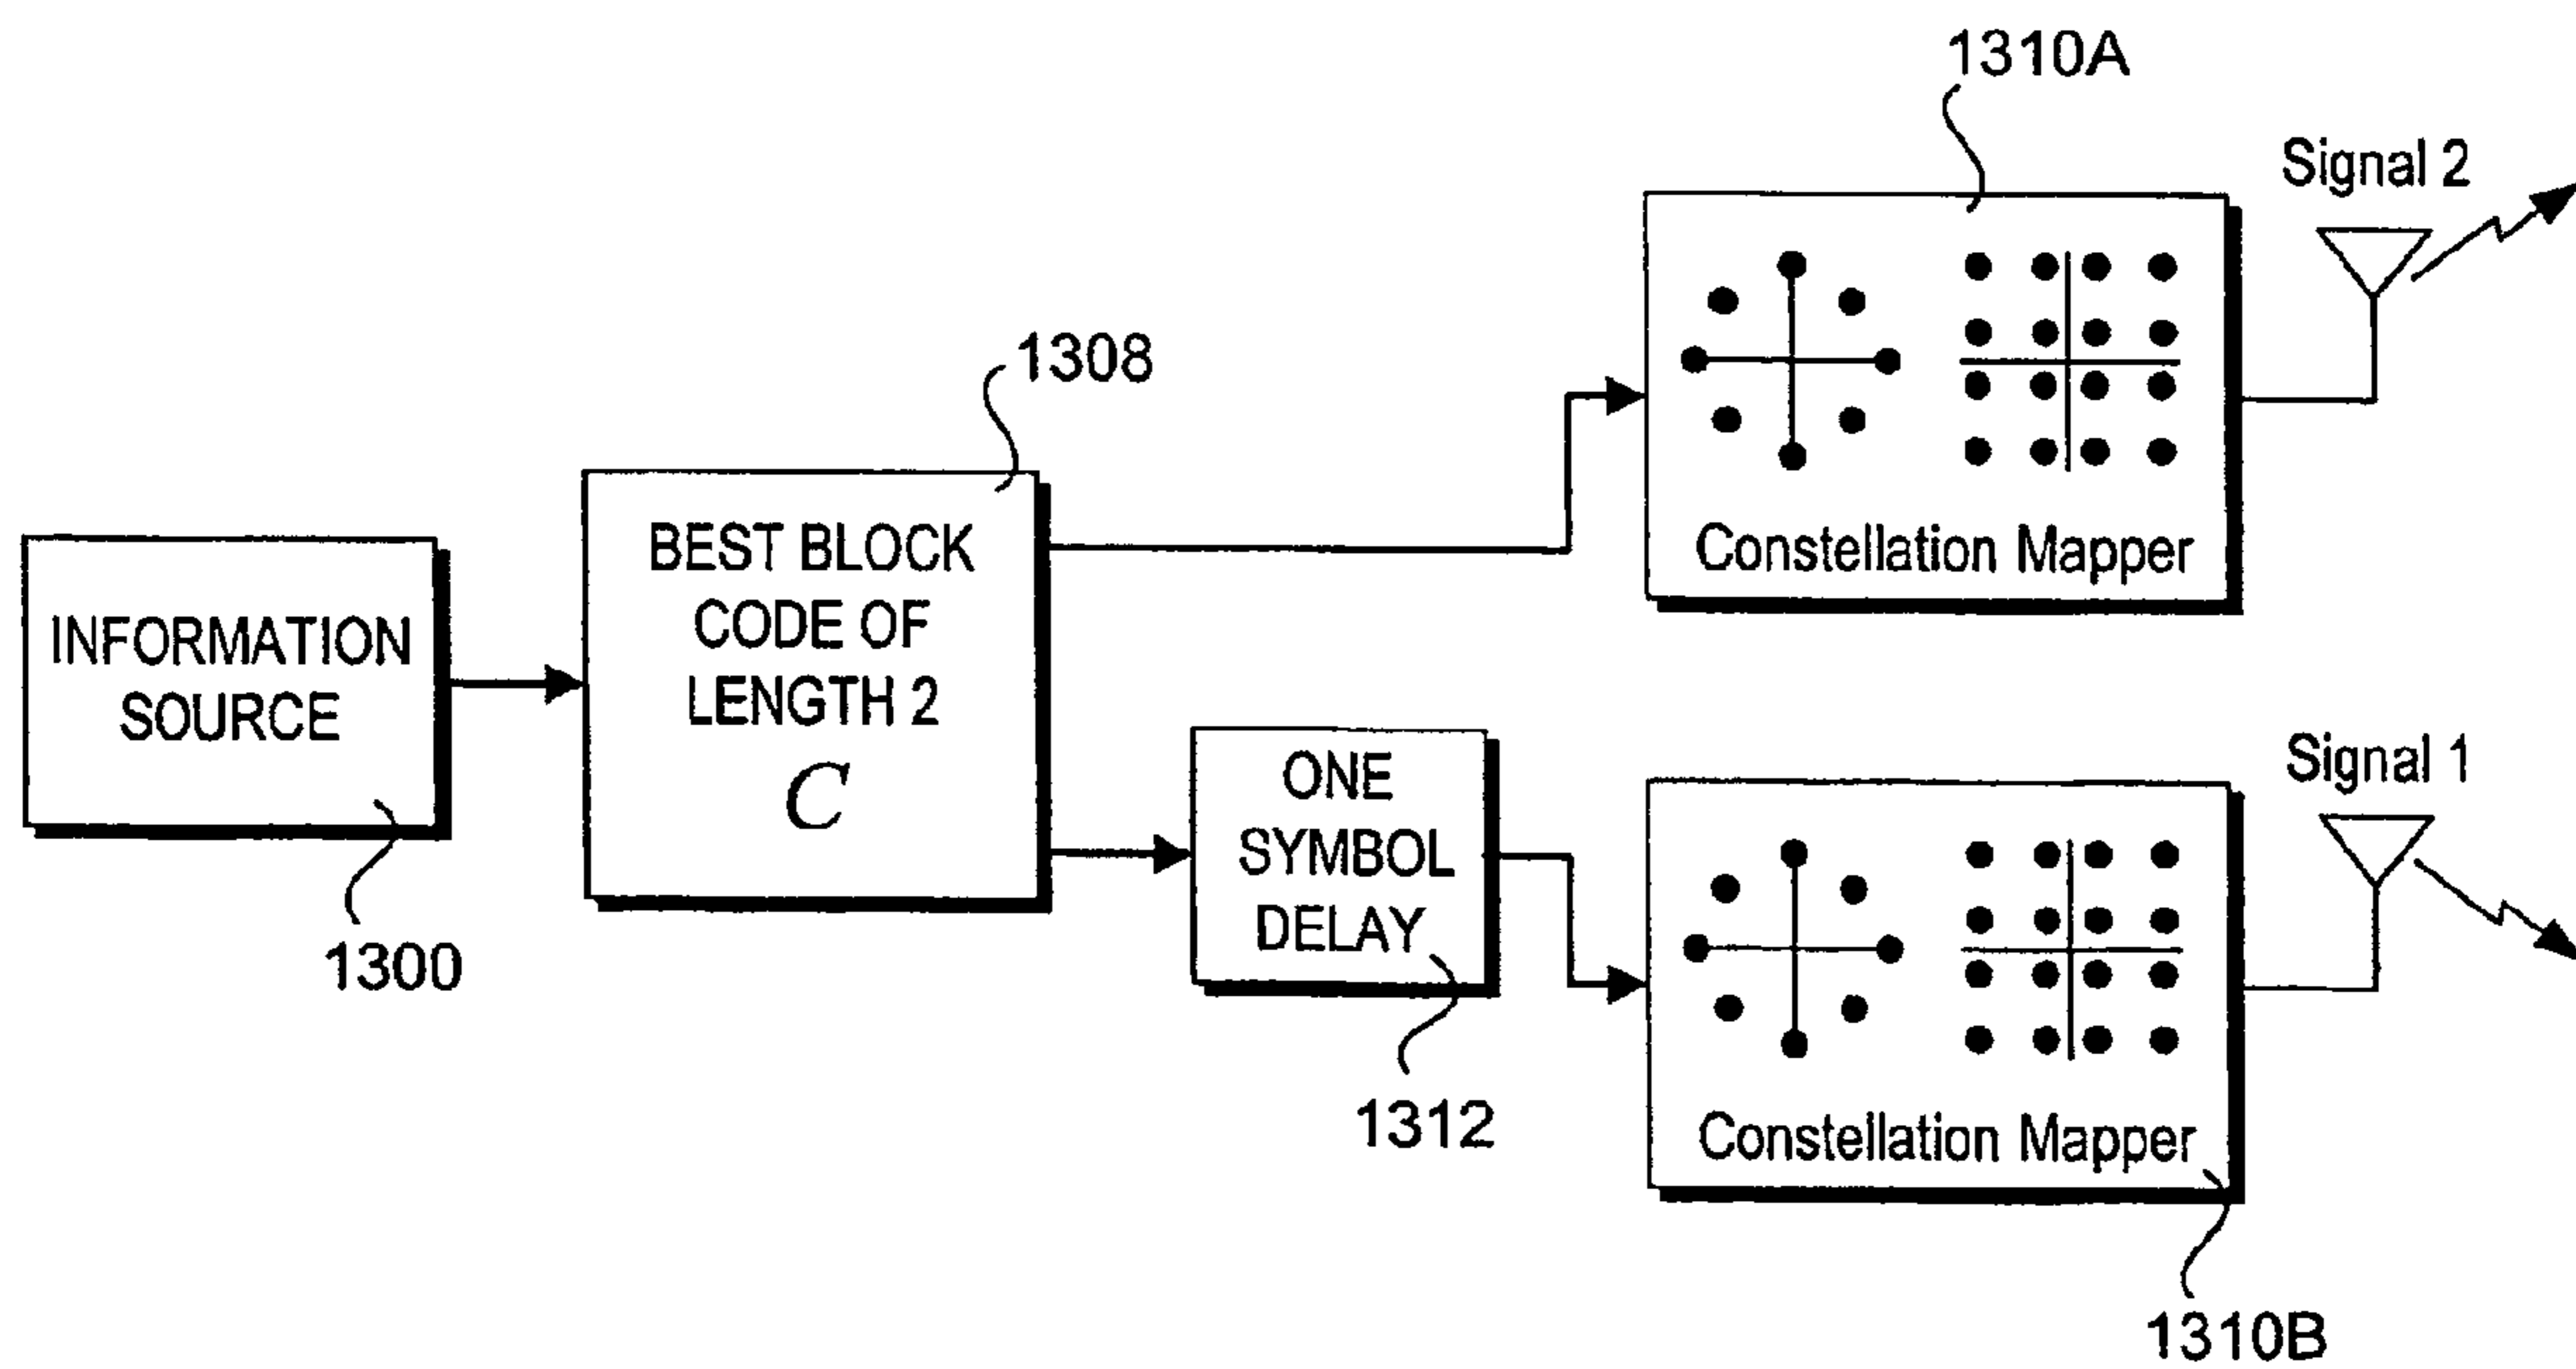 1310A
Signal 2
1308
Constellation Mapper
BEST BLOCK
CODE OF
LENGTH 2
C
INFORMATION
SOURCE
1300
ONE
SYMBOL
DELAY
1312
Signal 1
Constellation Mapper
1310B